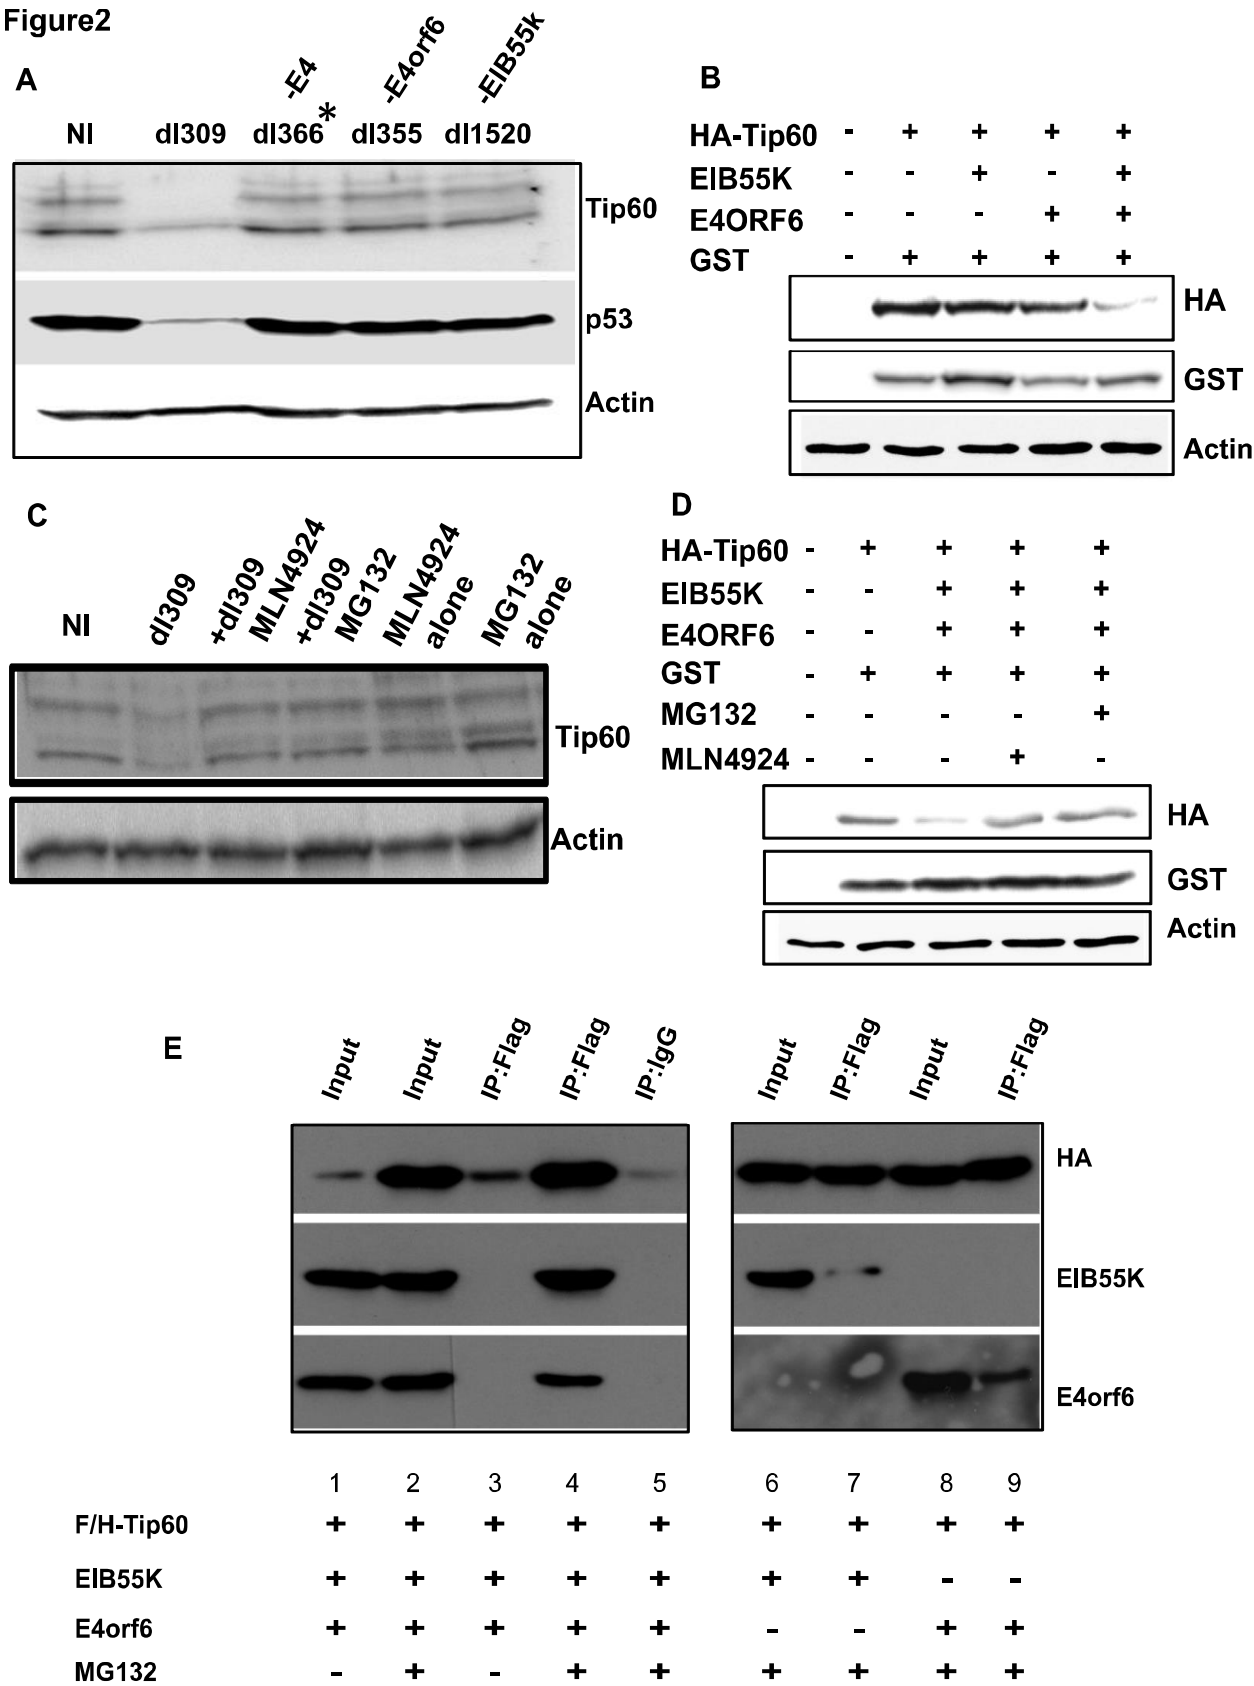 Figure2
A
-E4
-E4orf6
-EIB55k
NI dl309 dl366* dl355 dl1520
Tip60
p53
Actin
B
HA-Tip60 - + + + +
EIB55K - - + - +
E4ORF6 - - - + +
GST - + + + +
HA
GST
Actin
C
NI
dl309
+dl309
MLN4924
+dl309
MG132
MLN4924
alone
MG132
alone
Tip60
Actin
D
HA-Tip60 - + + + +
EIB55K - - + + +
E4ORF6 - - + + +
GST - + + + +
MG132 - - - - +
MLN4924 - - - + -
HA
GST
Actin
E
Input
Input
IP:Flag
IP:Flag
IP:IgG
Input
IP:Flag
Input
IP:Flag
HA
EIB55K
E4orf6
1 2 3 4 5 6 7 8 9
F/H-Tip60 + + + + + + + + +
EIB55K + + + + + + + - -
E4orf6 + + + + + - - + +
MG132 - + - + + + + + +